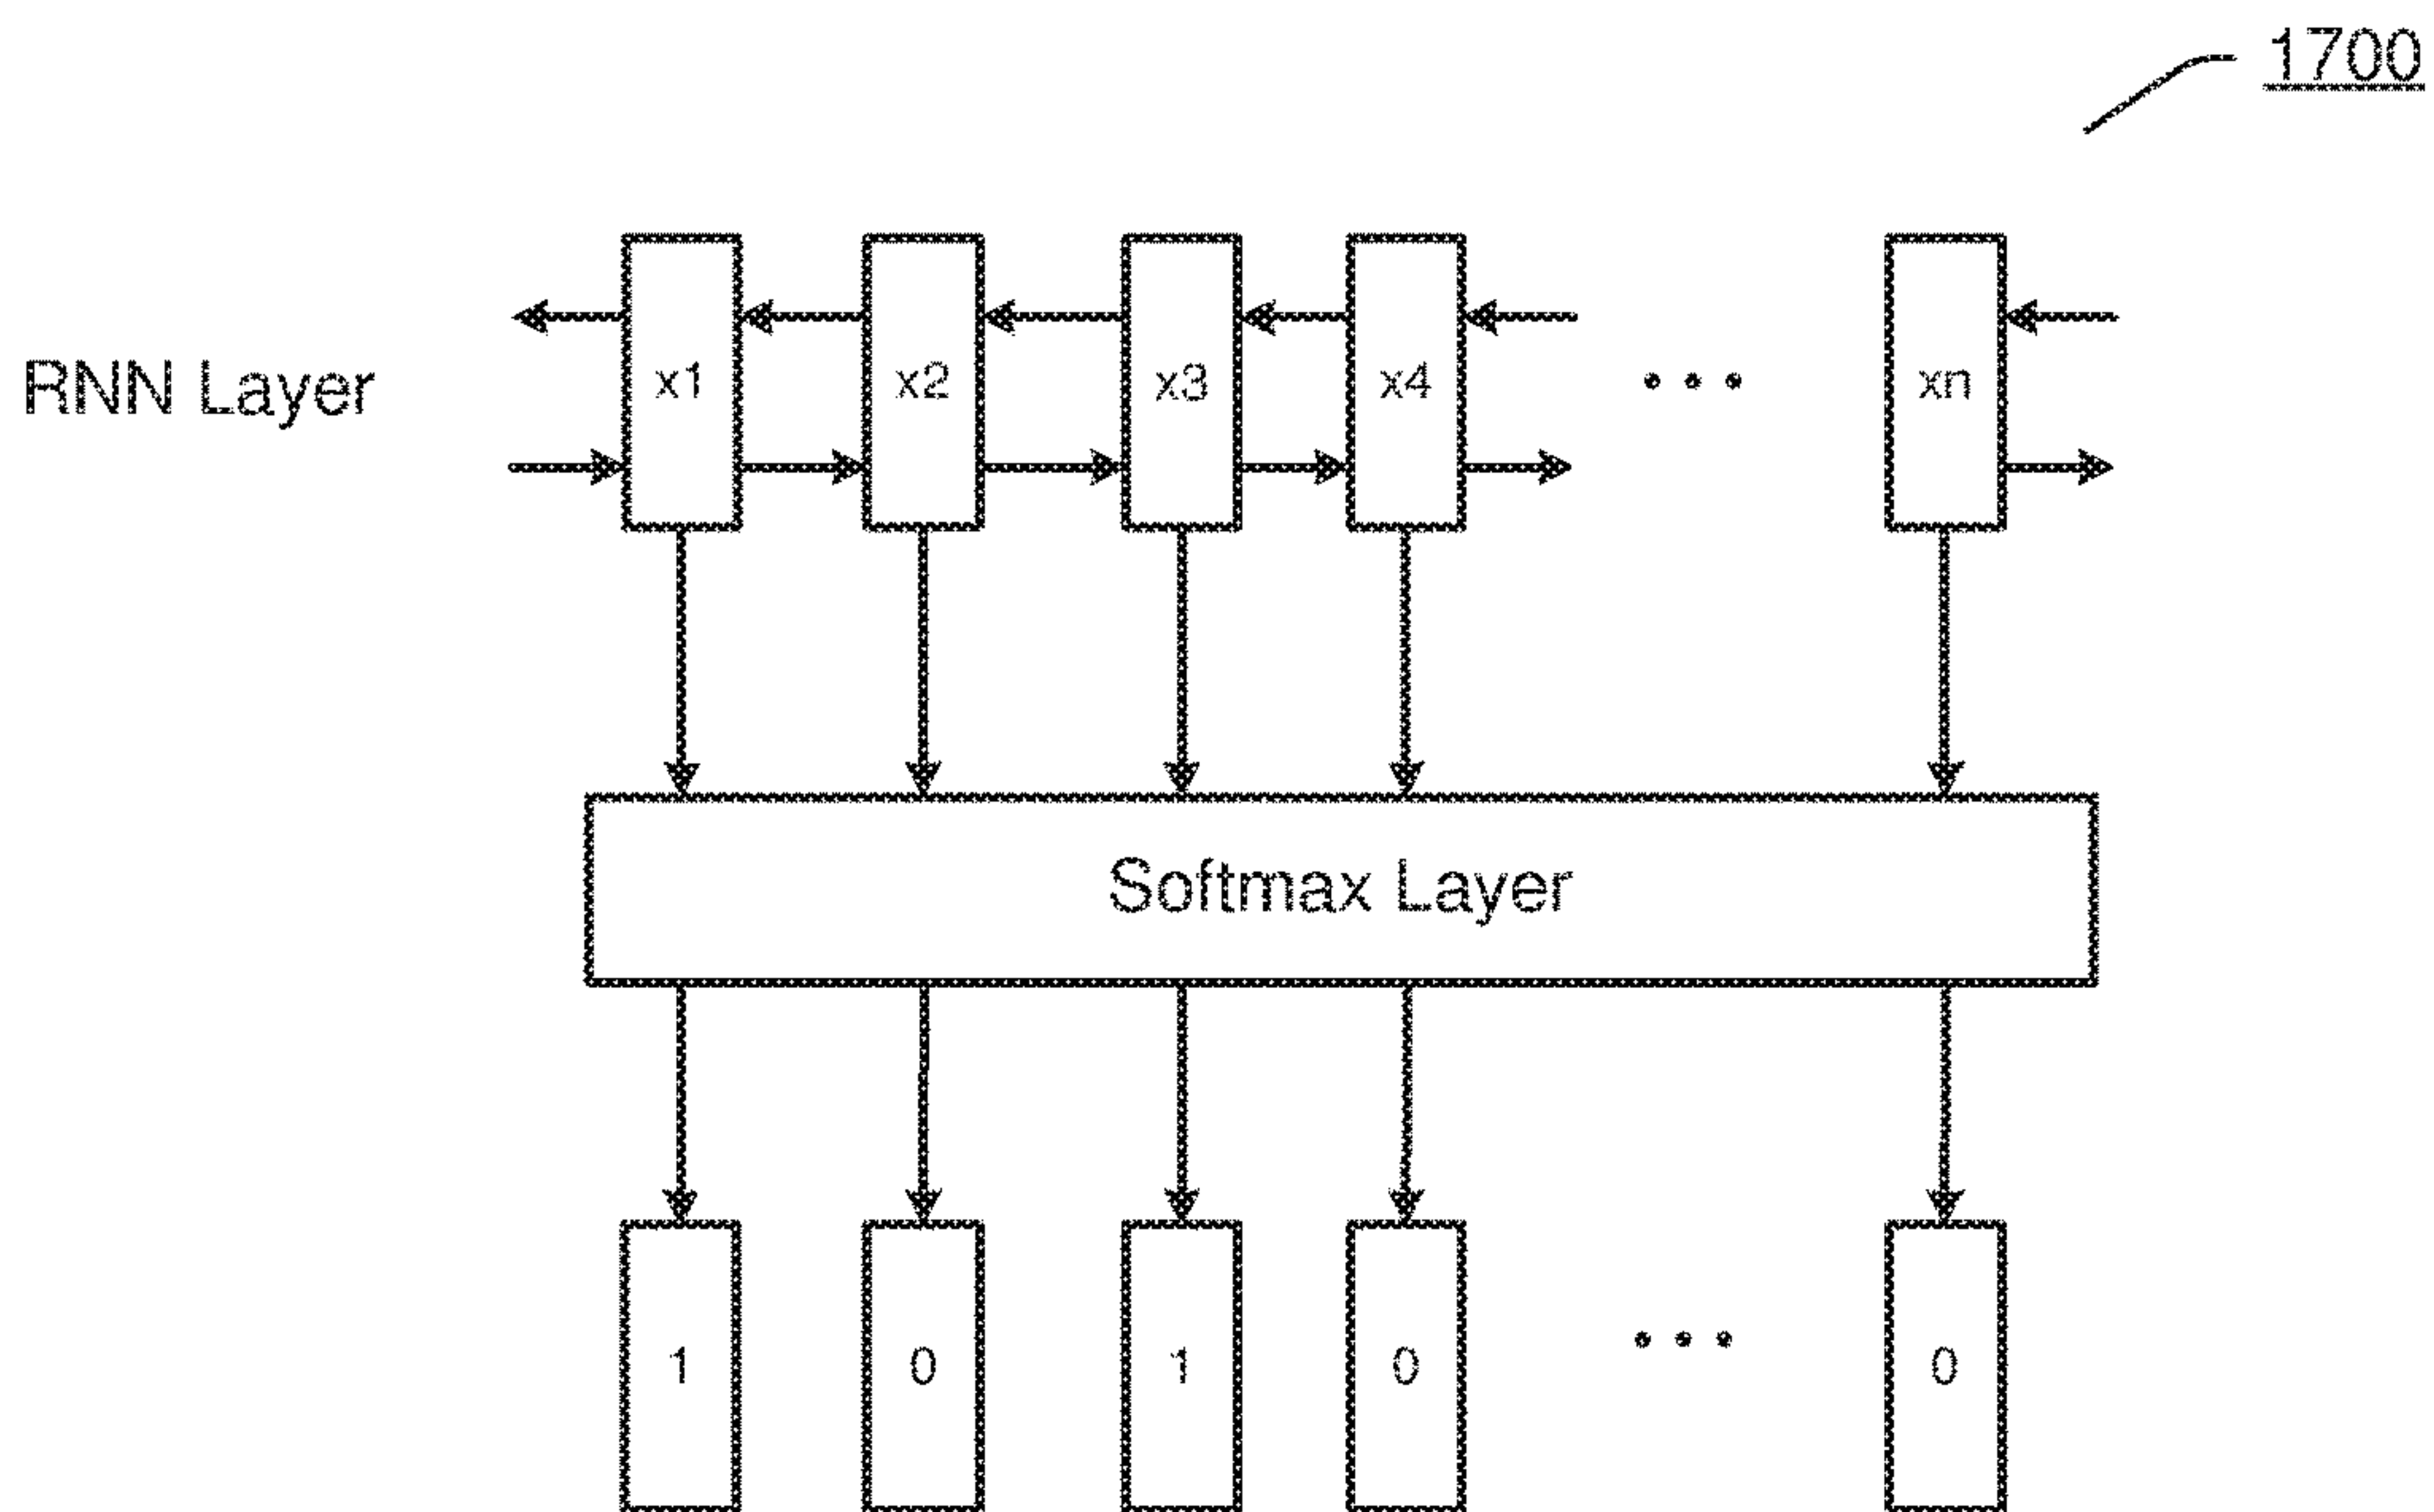 1700
RNN Layer x1 x2 x3 x4 • • • xn
Softmax Layer
1 0 1 0 • • • 0